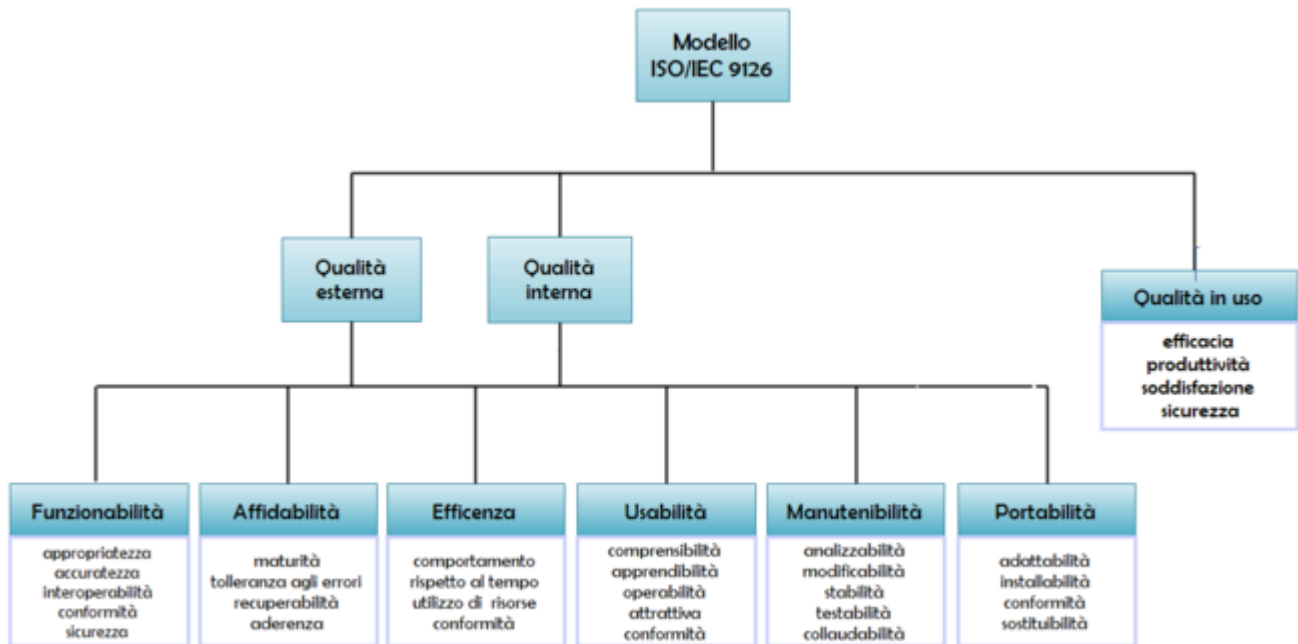 Modello
ISO/IEC 9126
Qualità
esterna
Qualità
interna
Qualità in uso
efficacia
produttività
soddisfazione
sicurezza
Funzionabilità
appropriatezza
accuratezza
interoperabilità
conformità
sicurezza
Affidabilità
maturità
tolleranza agli errori
recuperabilità
aderenza
Efficenza
comportamento
rispetto al tempo
utilizzo di risorse
conformità
Usabilità
comprensibilità
apprendibilità
operabilità
attrattiva
conformità
Manutenibilità
analizzabilità
modificabilità
stabilità
testabilità
collaudabilità
Portabilità
adattabilità
installabilità
conformità
sostituibilità